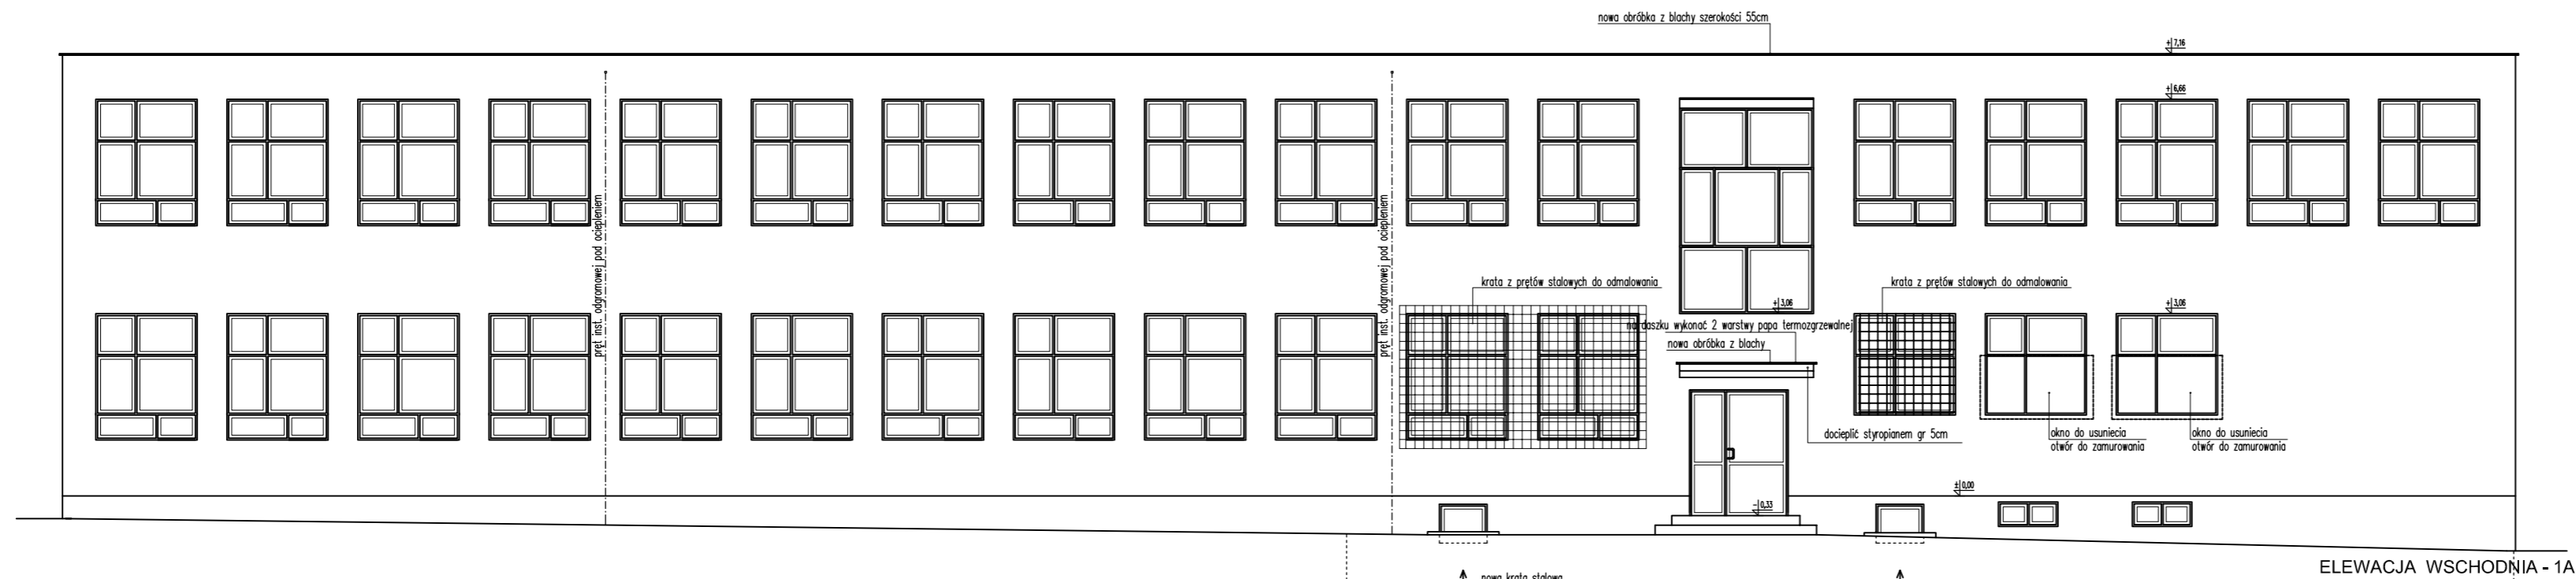 nowa obróbka z blachy szerokości 55cm
+7,16
+6,66
pręt inst. odgromowej pod ociepleniem
pręt inst. odgromowej pod ociepleniem
krata z prętów stalowych do odmalowania
krata z prętów stalowych do odmalowania
+3,06
+3,06
na daszku wykonać 2 warstwy papa termozgrzewalnej
nowa obróbka z blachy
docieplić styropianem gr 5cm
okno do usuniecia
otwór do zamurowania
okno do usuniecia
otwór do zamurowania
±0,00
-0,33
ELEWACJA WSCHODNIA - 1A
nowa krata stalowa